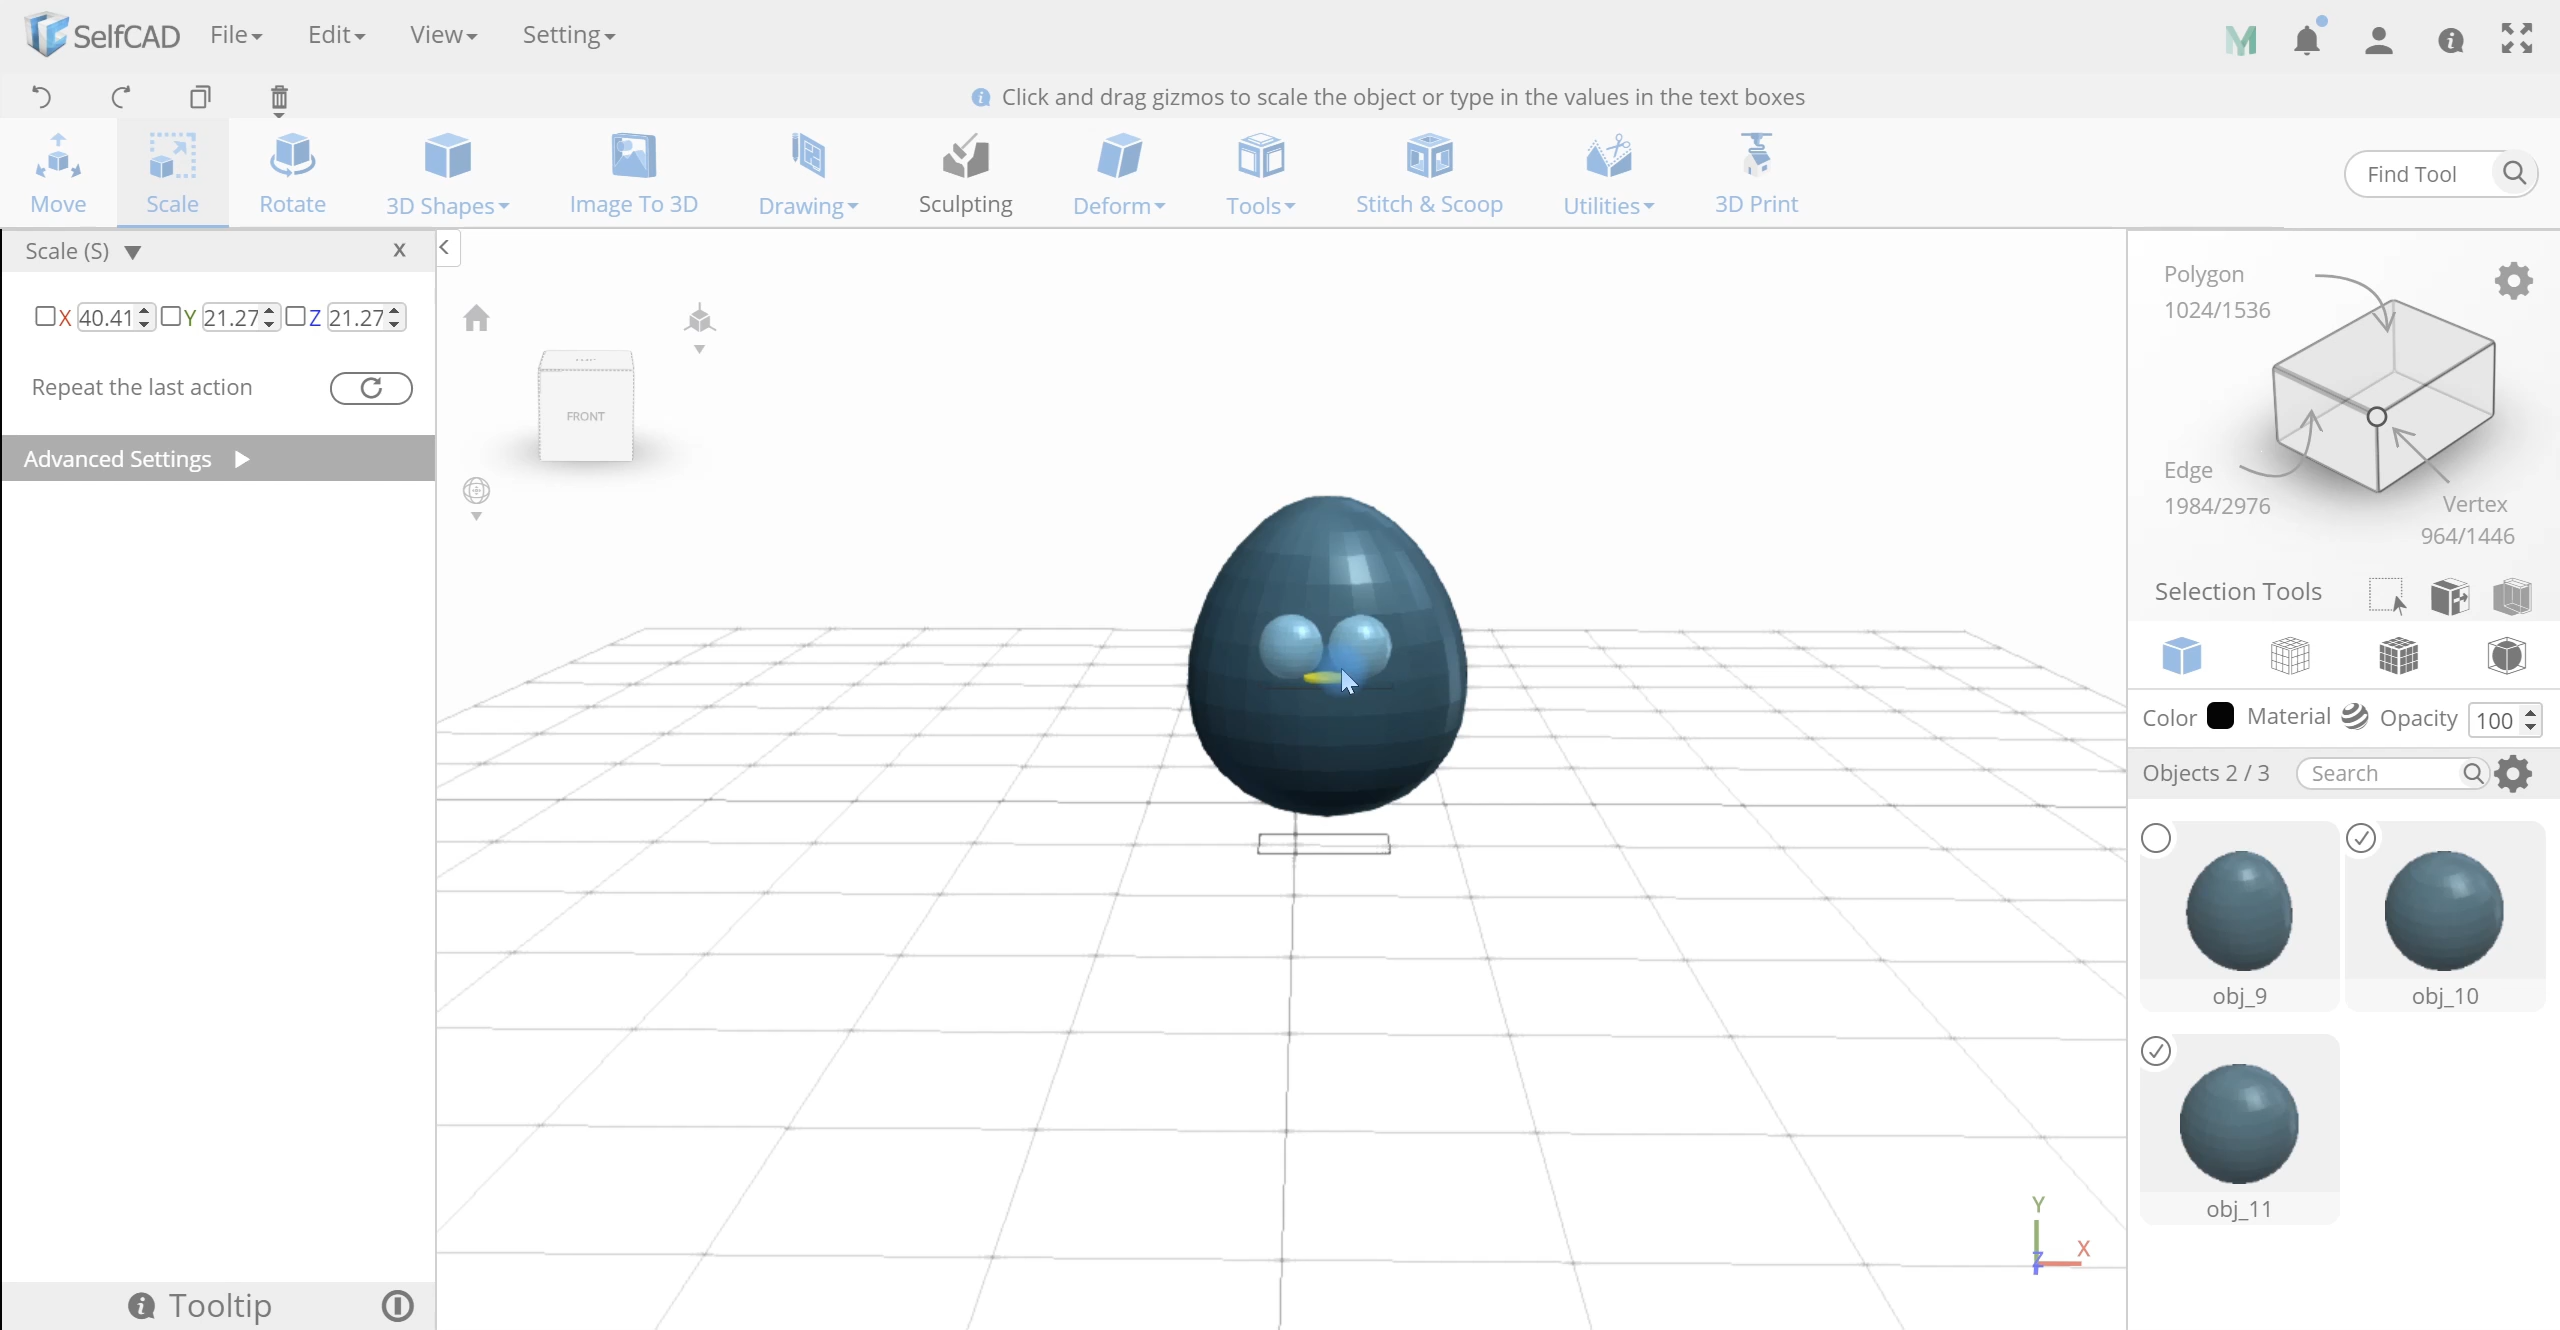 SelfCAD File Edit View Setting
Click and drag gizmos to scale the object or type in the values in the text boxes
Move Scale Rotate 3D Shapes Image To 3D Drawing Sculpting Deform Tools Stitch & Scoop Utilities 3D Print Find Tool
Scale (S) x
X 40.41 Y 21.27 Z 21.27
Repeat the last action
Advanced Settings
FRONT
Polygon
1024/1536
Edge
1984/2976
Vertex
964/1446
Selection Tools
Color Material Opacity 100
Objects 2 / 3 Search
obj_9 obj_10
obj_11
Y
X
Z
Tooltip